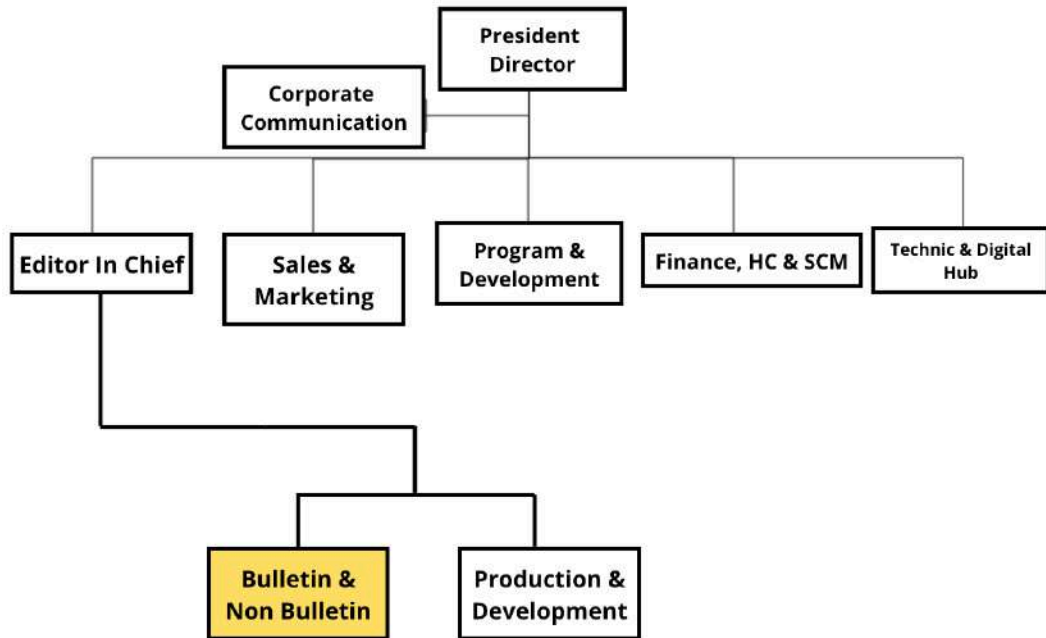 President
Director
Corporate
Communication
Editor In Chief
Sales &
Marketing
Program &
Development
Finance, HC & SCM
Technic & Digital
Hub
Bulletin &
Non Bulletin
Production &
Development